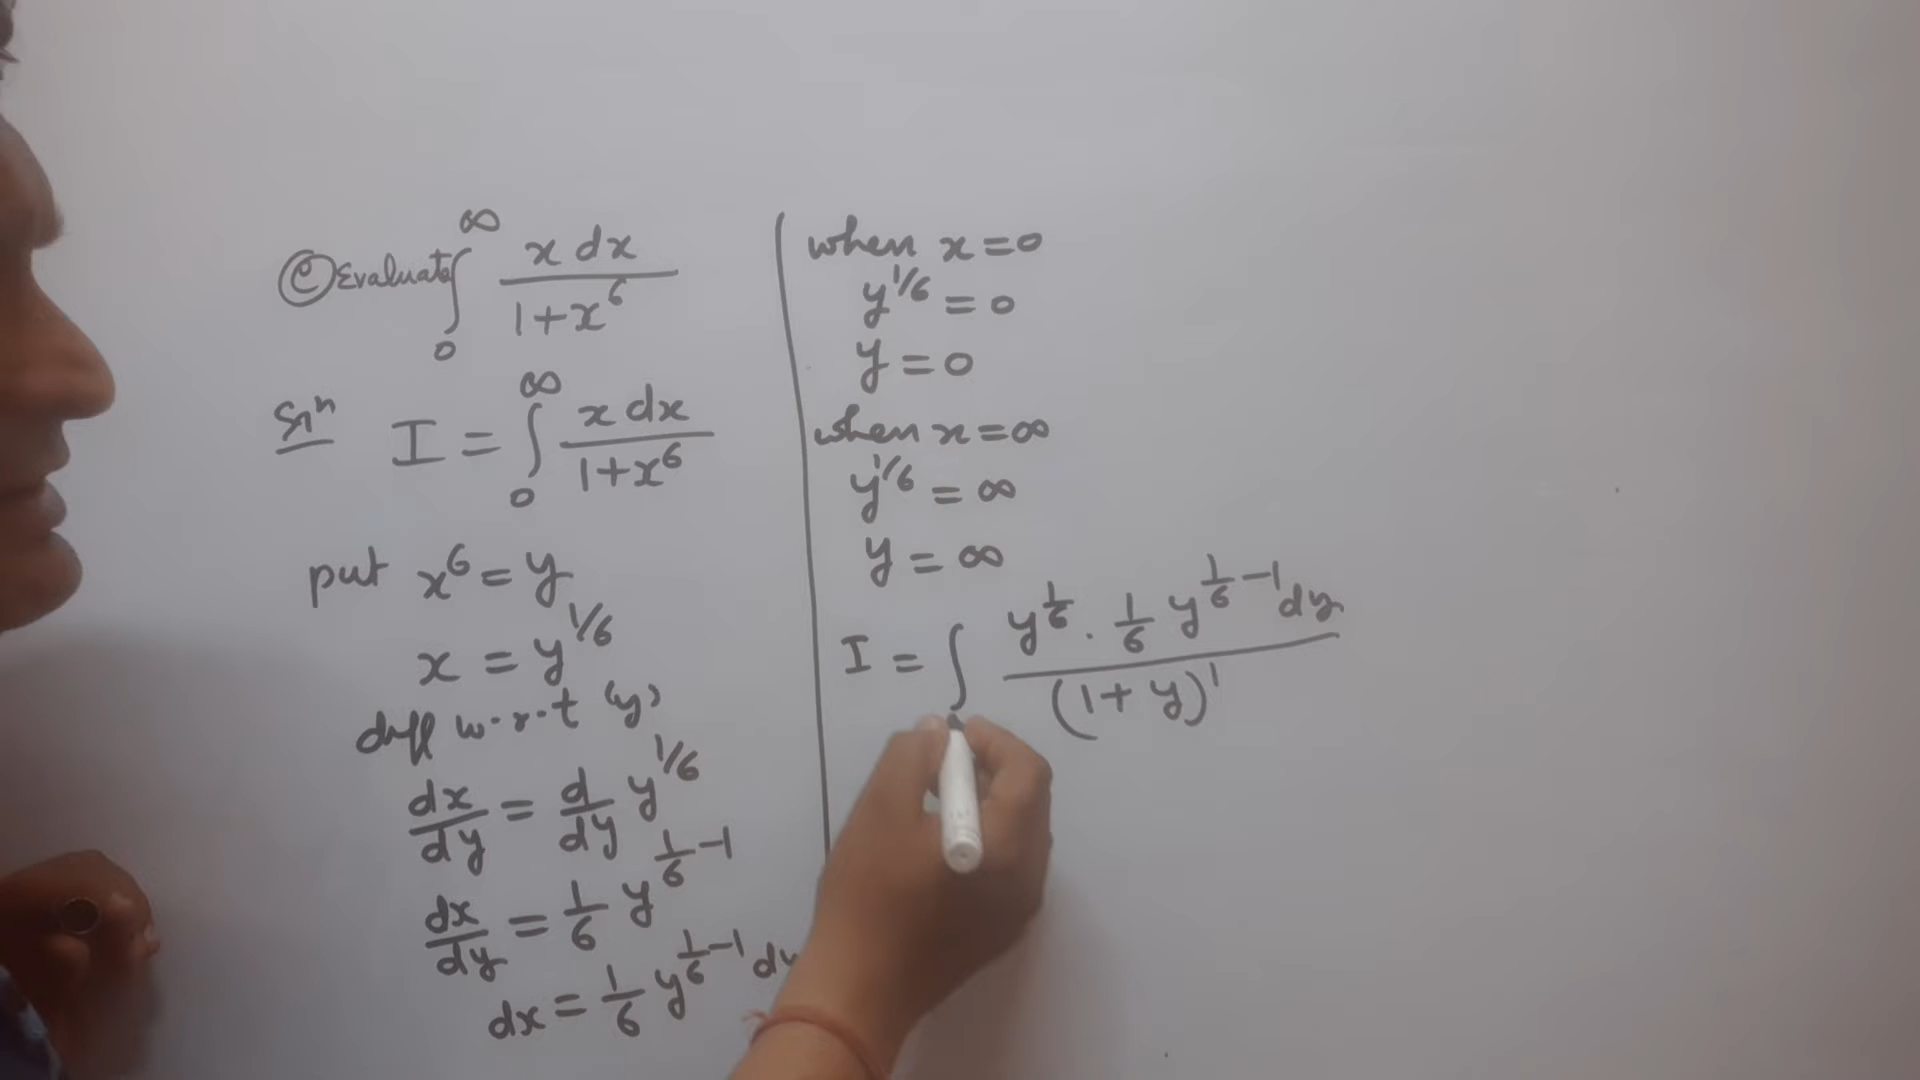 (C) Evaluate ∫₀^∞ x dx / (1+x⁶)
Solⁿ I = ∫₀^∞ x dx / (1+x⁶)
put x⁶ = y
x = y^(1/6)
diff w.r.t (y)
dx/dy = d/dy y^(1/6)
dx/dy = 1/6 y^(1/6 −1)
dx = 1/6 y^(1/6 −1) dy
when x = 0
y^(1/6) = 0
y = 0
when x = ∞
y^(1/6) = ∞
y = ∞
I = ∫ y^(1/6) . 1/6 y^(1/6 −1) dy / (1+y)¹